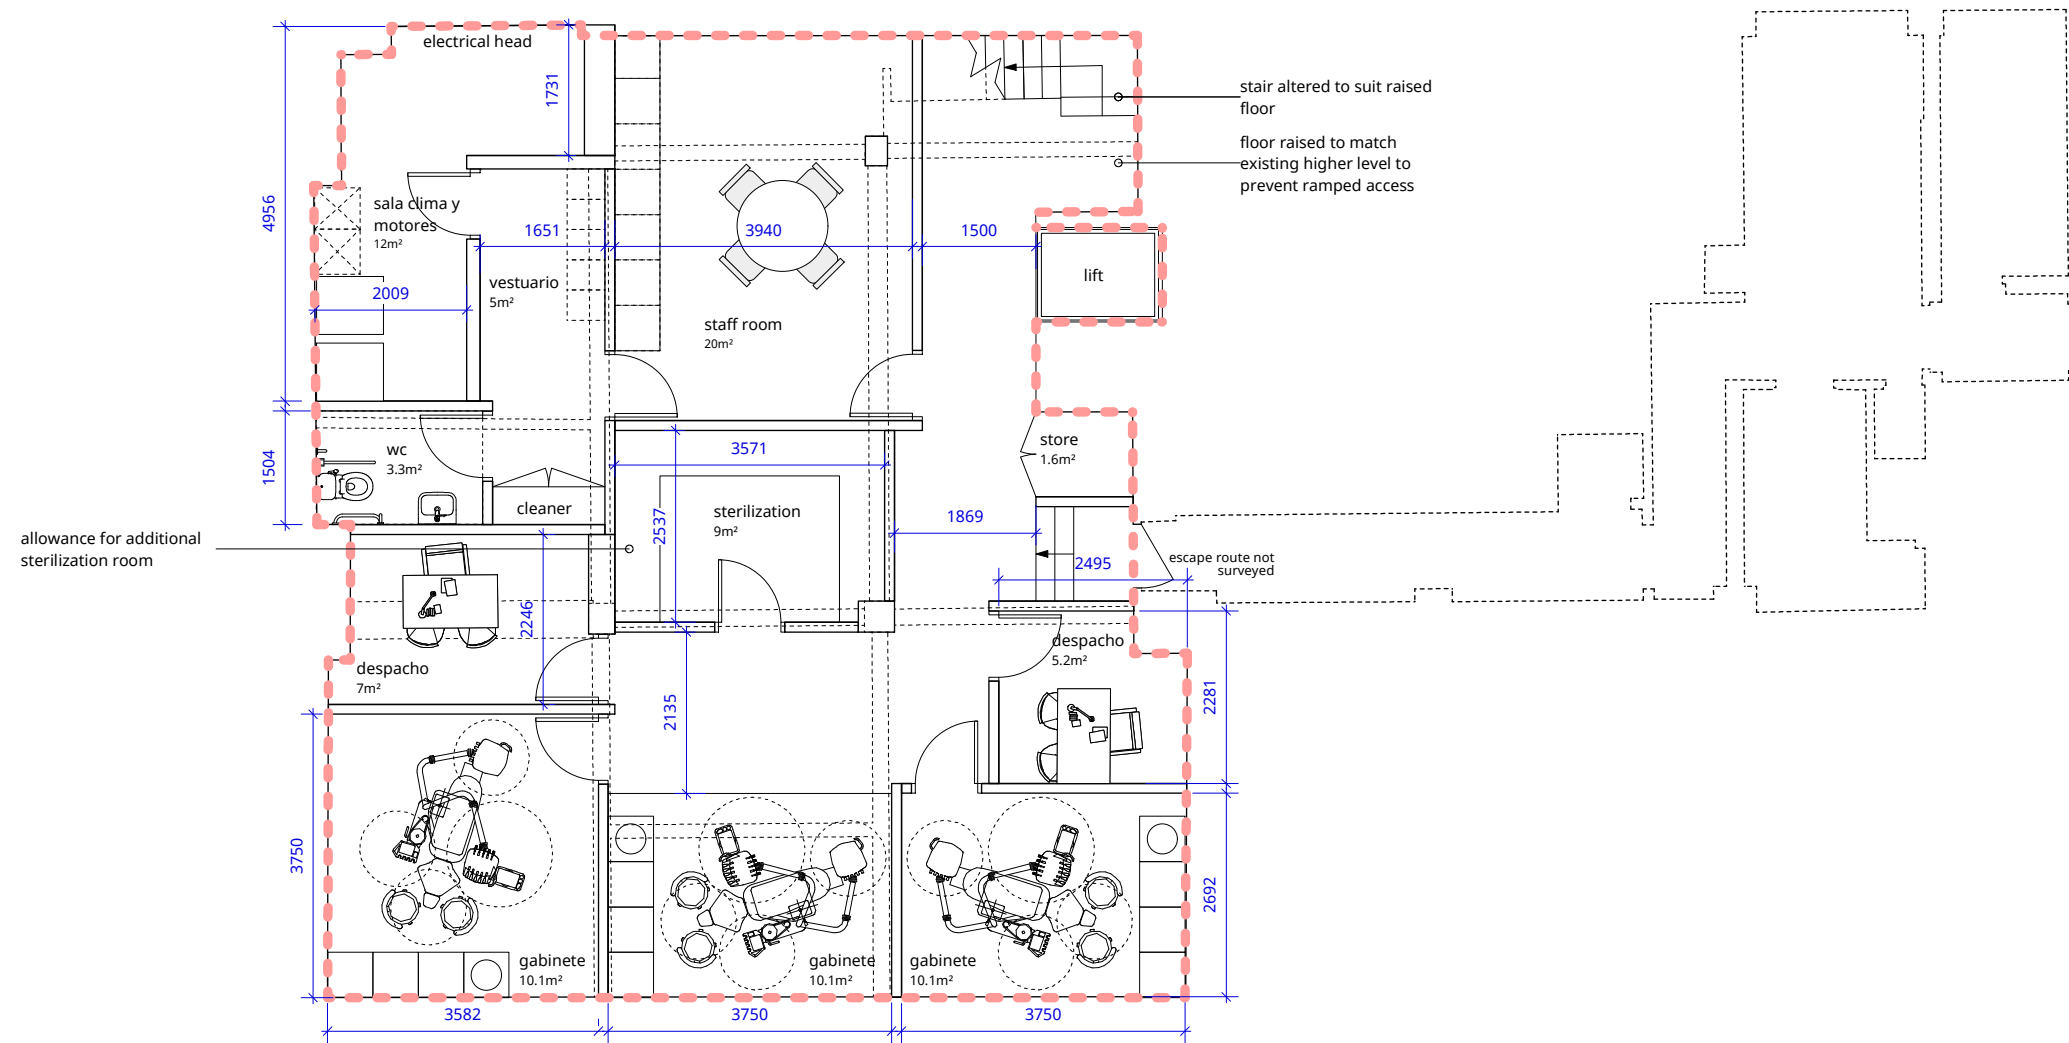 electrical head
1731
stair altered to suit raised
floor
floor raised to match
existing higher level to
prevent ramped access
4956
sala clima y
motores
12m²
1651
3940
1500
lift
vestuario
5m²
2009
staff room
20m²
wc
3.3m²
1504
3571
store
1.6m²
cleaner
sterilization
9m²
2537
1869
allowance for additional
sterilization room
escape route not
surveyed
2495
2246
despacho
7m²
despacho
5.2m²
2135
2281
3750
2692
gabinete
10.1m²
gabinete
10.1m²
gabinete
10.1m²
3582
3750
3750